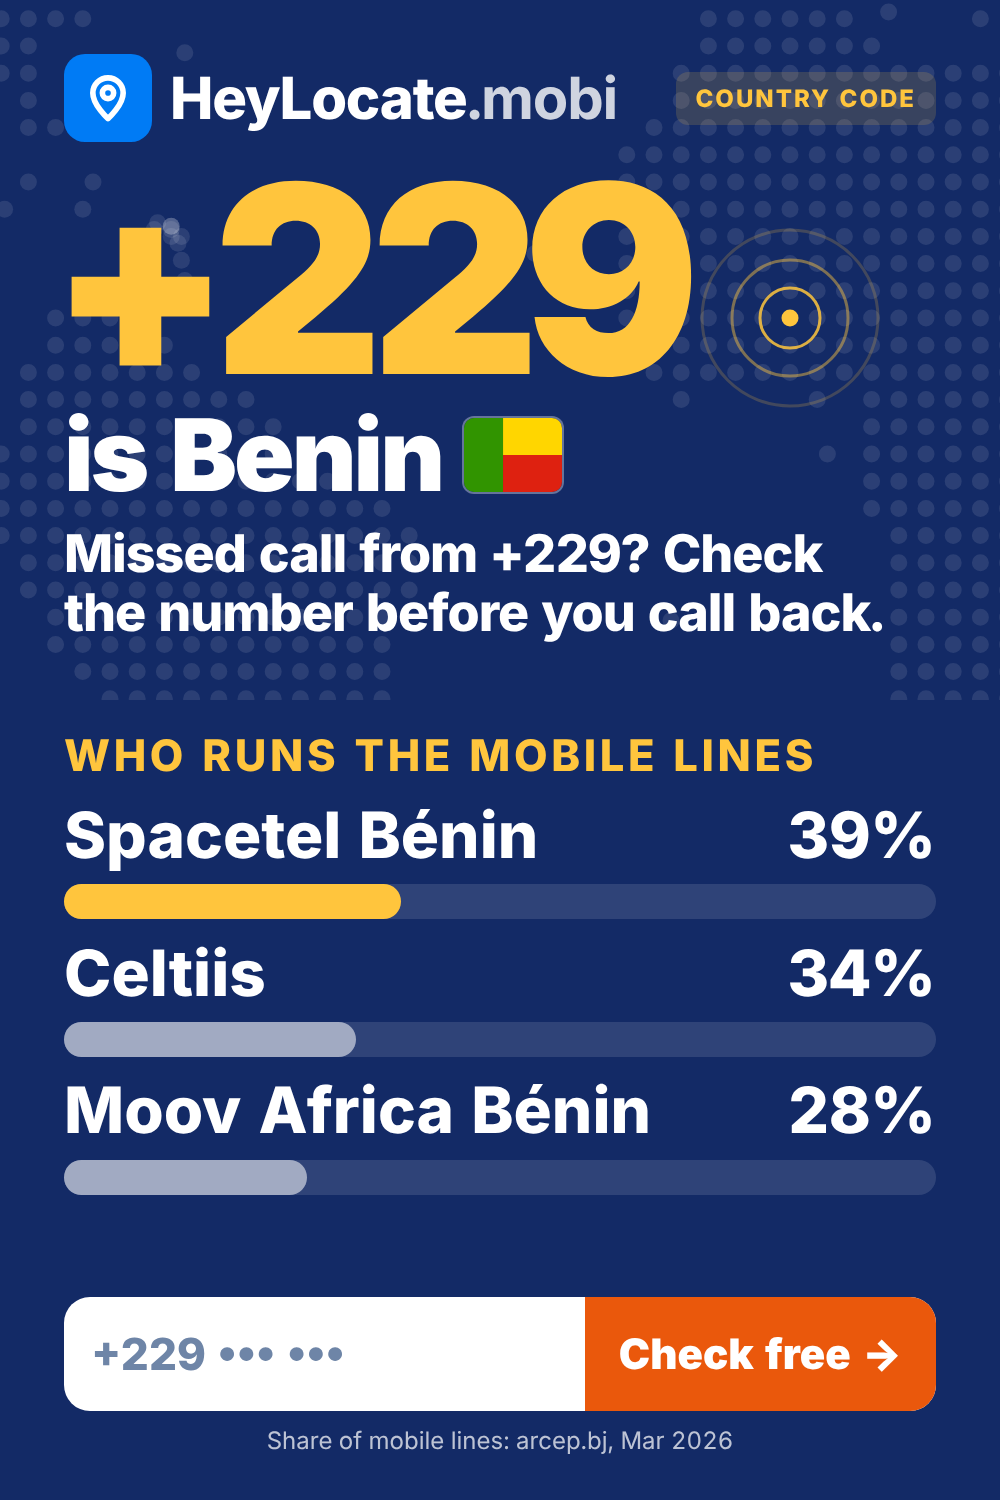 HeyLocate.mobi
COUNTRY CODE
+229
is Benin
Missed call from +229? Check
the number before you call back.
WHO RUNS THE MOBILE LINES
Spacetel Bénin 39%
Celtiis 34%
Moov Africa Bénin 28%
+229 ••• •••
Check free →
Share of mobile lines: arcep.bj, Mar 2026